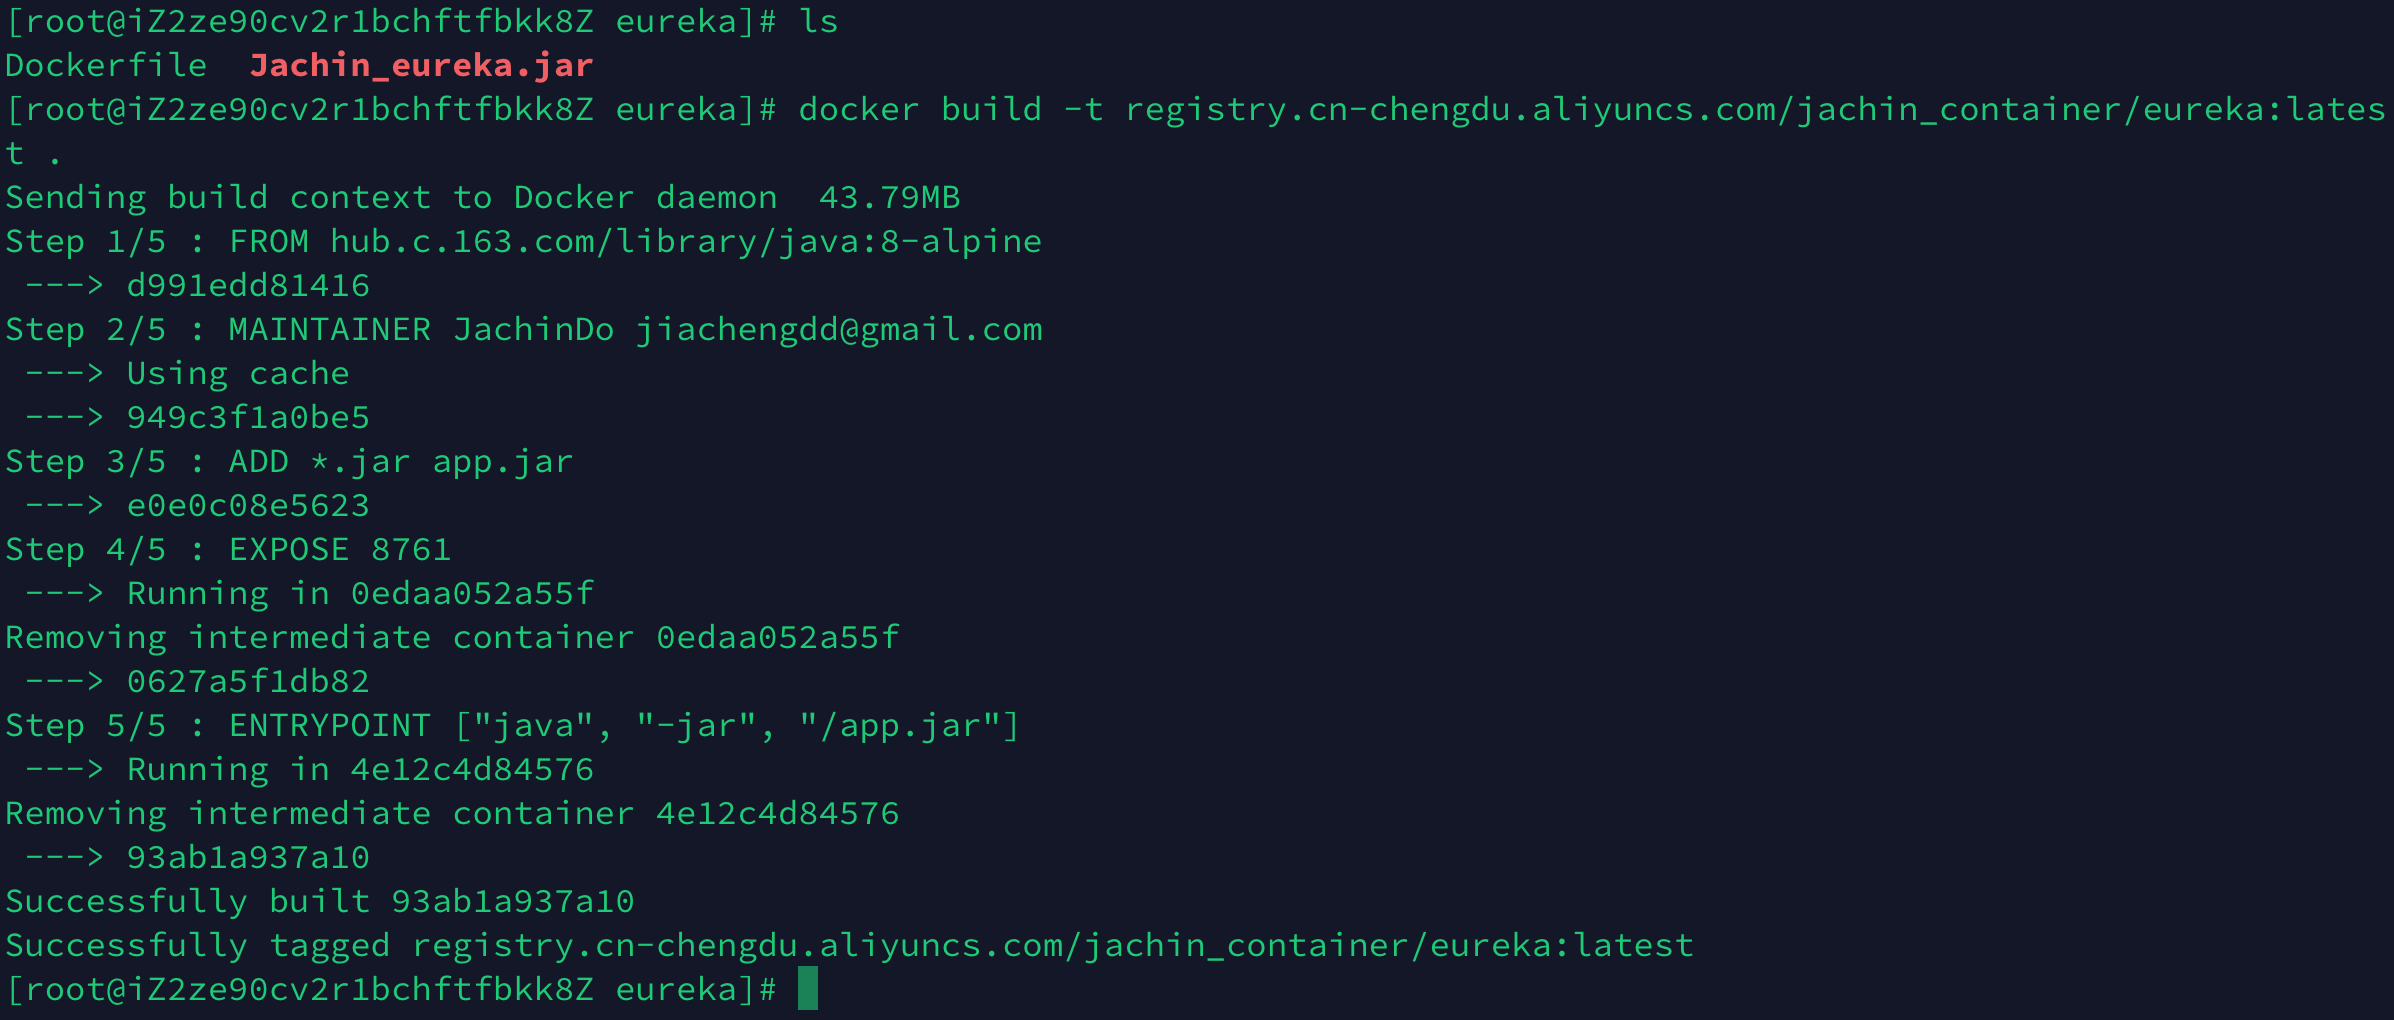 [root@iZ2ze90cv2r1bchftfbkk8Z eureka]# ls
Dockerfile  Jachin_eureka.jar
[root@iZ2ze90cv2r1bchftfbkk8Z eureka]# docker build -t registry.cn-chengdu.aliyuncs.com/jachin_container/eureka:lates
t .
Sending build context to Docker daemon  43.79MB
Step 1/5 : FROM hub.c.163.com/library/java:8-alpine
 ---> d991edd81416
Step 2/5 : MAINTAINER JachinDo jiachengdd@gmail.com
 ---> Using cache
 ---> 949c3f1a0be5
Step 3/5 : ADD *.jar app.jar
 ---> e0e0c08e5623
Step 4/5 : EXPOSE 8761
 ---> Running in 0edaa052a55f
Removing intermediate container 0edaa052a55f
 ---> 0627a5f1db82
Step 5/5 : ENTRYPOINT ["java", "-jar", "/app.jar"]
 ---> Running in 4e12c4d84576
Removing intermediate container 4e12c4d84576
 ---> 93ab1a937a10
Successfully built 93ab1a937a10
Successfully tagged registry.cn-chengdu.aliyuncs.com/jachin_container/eureka:latest
[root@iZ2ze90cv2r1bchftfbkk8Z eureka]#